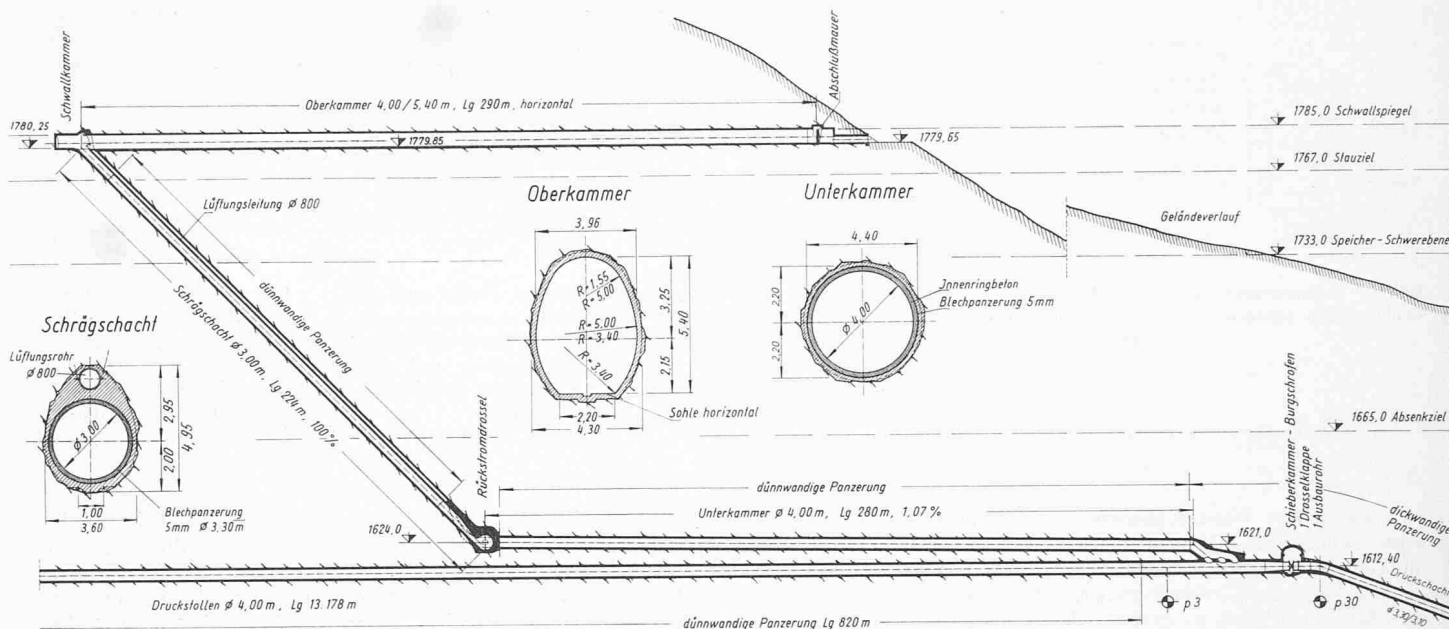 Schwallkammer
Abschlußmauer
Oberkammer 4,00/5,40 m, Lg 290 m, horizontal
1780,25
1779.85
1779,65
1785,0 Schwallspiegel
1767,0 Stauziel
Oberkammer
Unterkammer
Lüftungsleitung Ø 800
Geländeverlauf
1733,0 Speicher-Schwerebene
dünnwandige Panzerung
Schrägschacht Ø 3,00 m, Lg 224 m, 100%
3,96
R=1,55
R=5,00
R=5.00
R=3,40
R=3,40
3,25
2,15
5,40
2,20
4,30
Sohle horizontal
4,40
2,20
2,20
Ø 4,00
Jnnenringbeton
Blechpanzerung 5mm
Schrägschacht
Lüftungsrohr
Ø 800
Ø 3,00
2,95
2,00
4,95
1,00
3,60
Blechpanzerung
5mm Ø 3,30 m
1665,0 Absenkziel
Rückstromdrossel
Schieberkammer - Burgschrofen
1 Drosselklappe
1 Ausbaurohr
dünnwandige Panzerung
dickwandige
Panzerung
Unterkammer ø 4,00 m, Lg 280 m, 1,07 %
1624,0
1621,0
1612,40
Druckstollen ø 4,00 m, Lg 13.178 m
p 3
p 30
Druckschacht
ø 3,30/3,10
dünnwandige Panzerung Lg 820 m